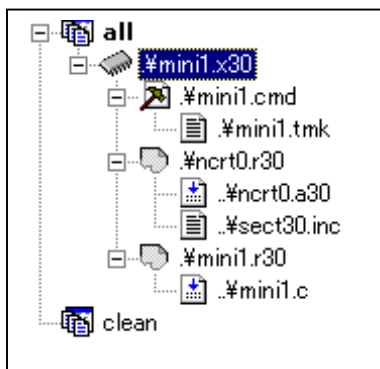 all
.¥mini1.x30
.¥mini1.cmd
.¥mini1.tmk
.¥ncrt0.r30
..¥ncrt0.a30
..¥sect30.inc
.¥mini1.r30
..¥mini1.c
clean